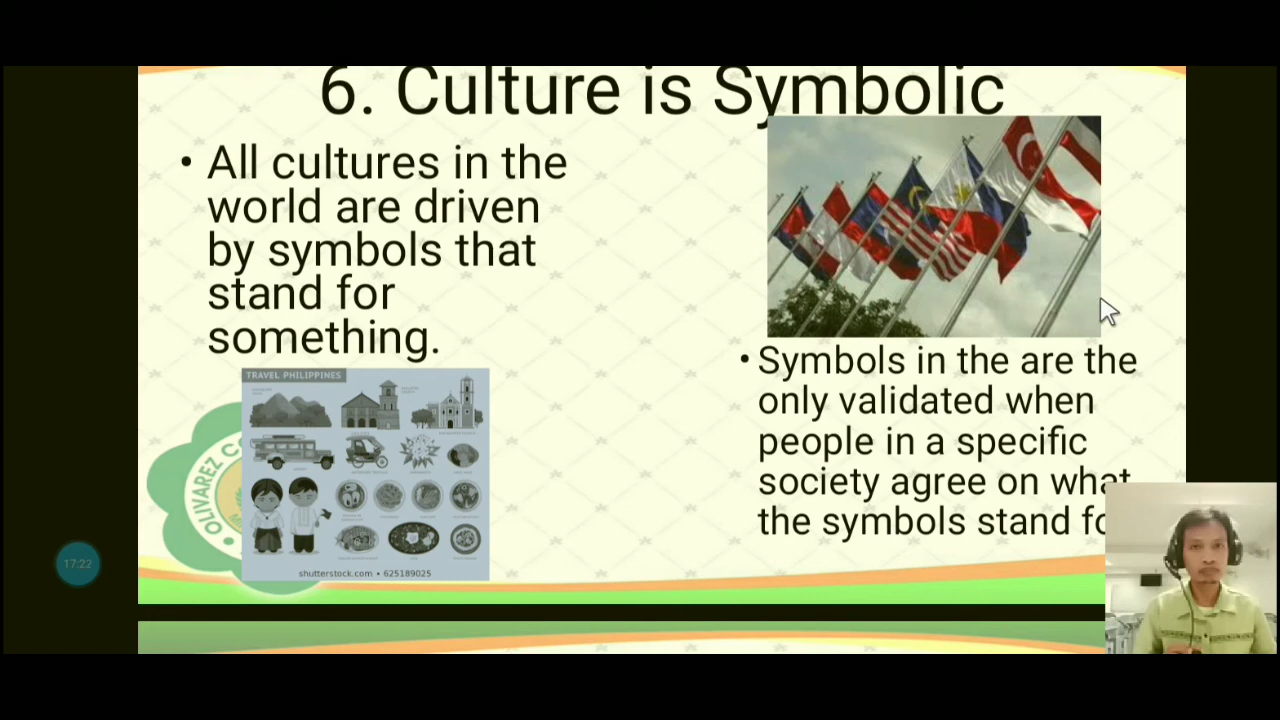 6. Culture is Symbolic
• All cultures in the
world are driven
by symbols that
stand for
something.
TRAVEL PHILIPPINES
shutterstock.com • 625189025
• OLIVAREZ C
• Symbols in the are the
only validated when
people in a specific
society agree on what
the symbols stand fo
17:22